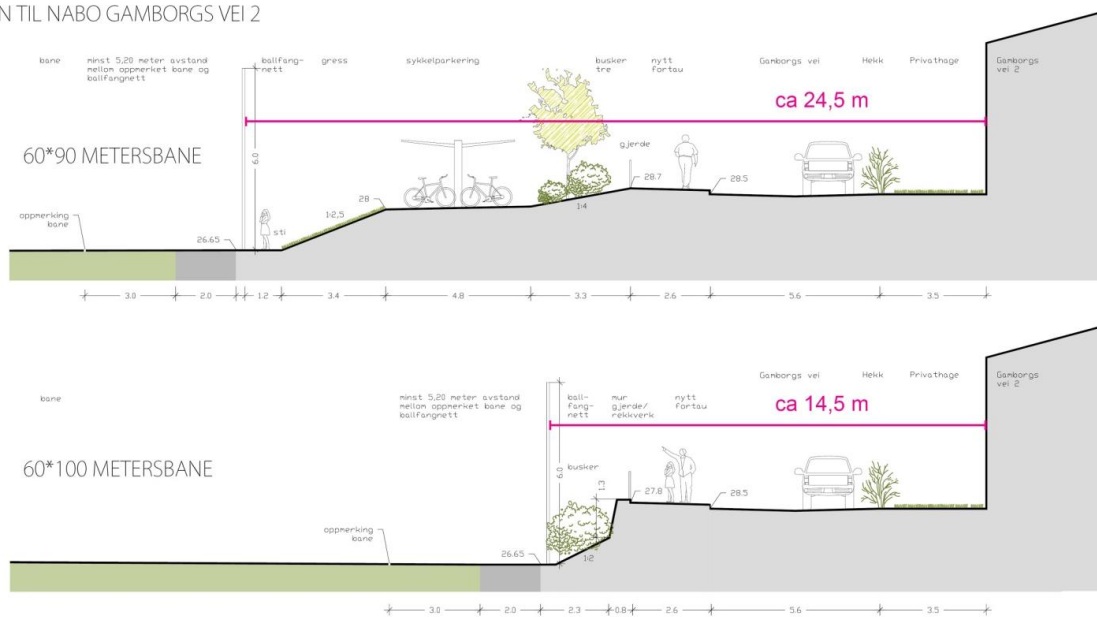 N TIL NABO GAMBORGS VEI 2
bane
minst 5,20 meter avstand
mellom oppmerket bane og
ballfangnett
ballfang-
nett
gress
sykkelparkering
busker
tre
nytt
fortau
Gamborgs vei
Hekk
Privathage
Gamborgs
vei 2
ca 24,5 m
60*90 METERSBANE
6.0
gjerde
28.7
28.5
28
1:2,5
1:4
oppmerking
bane
sti
26.65
3.0
2.0
1.2
3.4
4.8
3.3
2.6
5.6
3.5
bane
minst 5,20 meter avstand
mellom oppmerket bane og
ballfangnett
ball-
fang-
nett
mur
gjerde/
rekkverk
nytt
fortau
Gamborgs vei
Hekk
Privathage
Gamborgs
vei 2
ca 14,5 m
60*100 METERSBANE
6.0
busker
1.3
27.8
28.5
oppmerking
bane
26.65
1:2
3.0
2.0
2.3
0.8
2.6
5.6
3.5